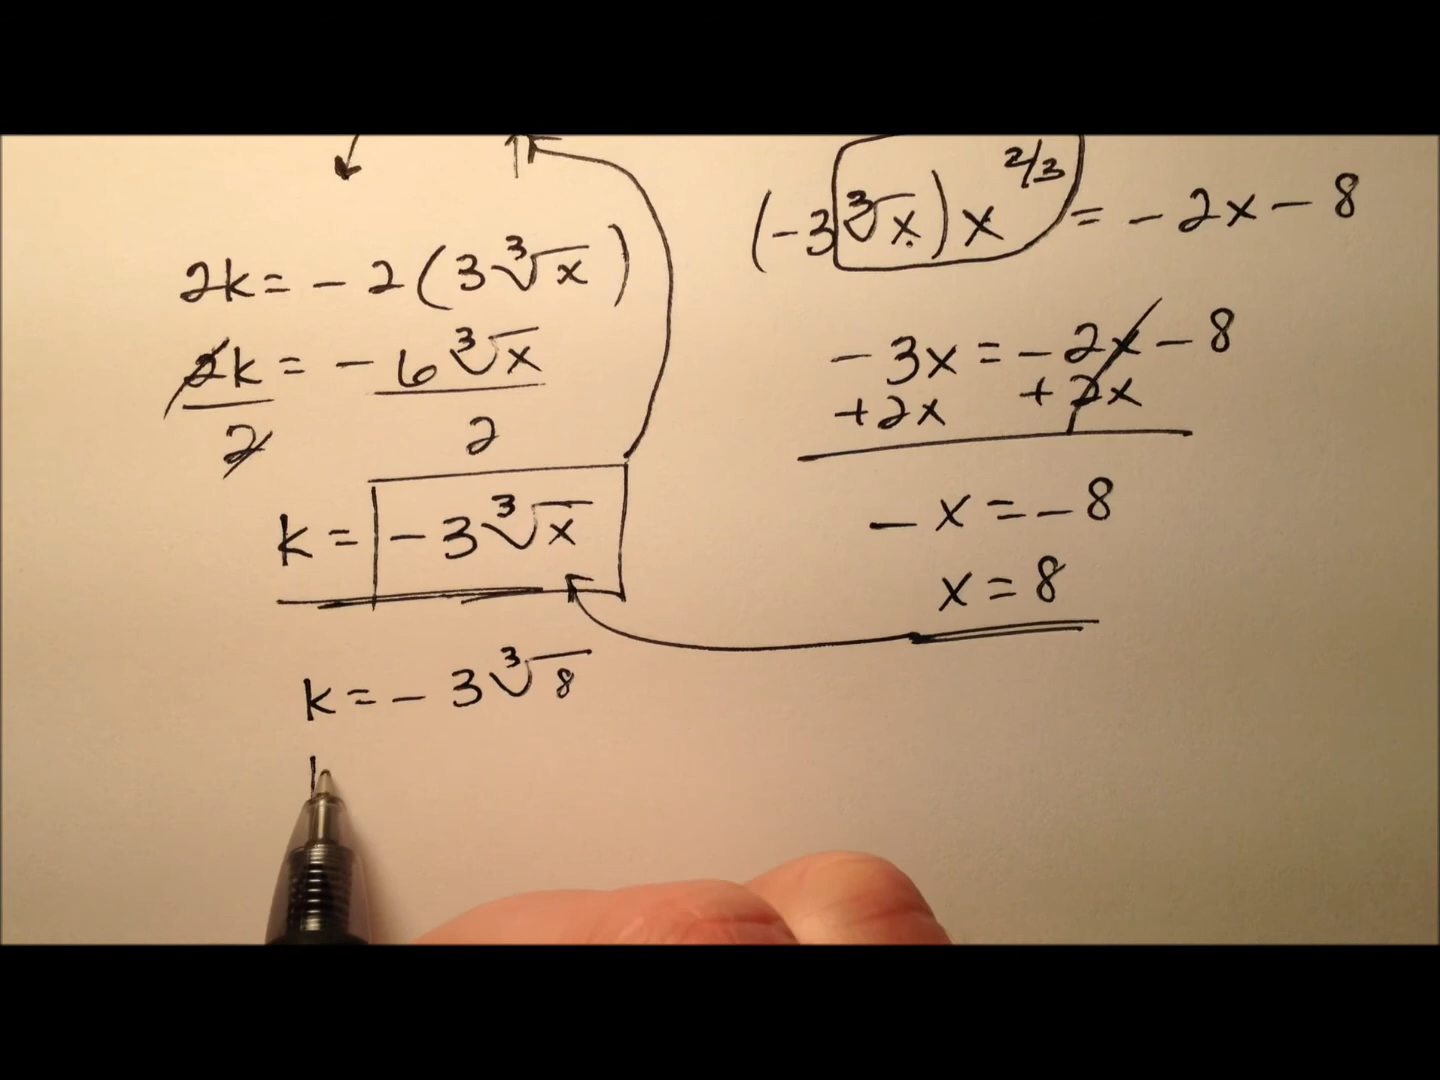 2k = - 2 ( 3 ∛x )
2k/2 = - 6 ∛x / 2
k = - 3 ∛x
k = - 3 ∛8
(-3 ∛x) x^2/3 = - 2x - 8
- 3x = - 2x - 8
+2x + 2x
- x = - 8
x = 8